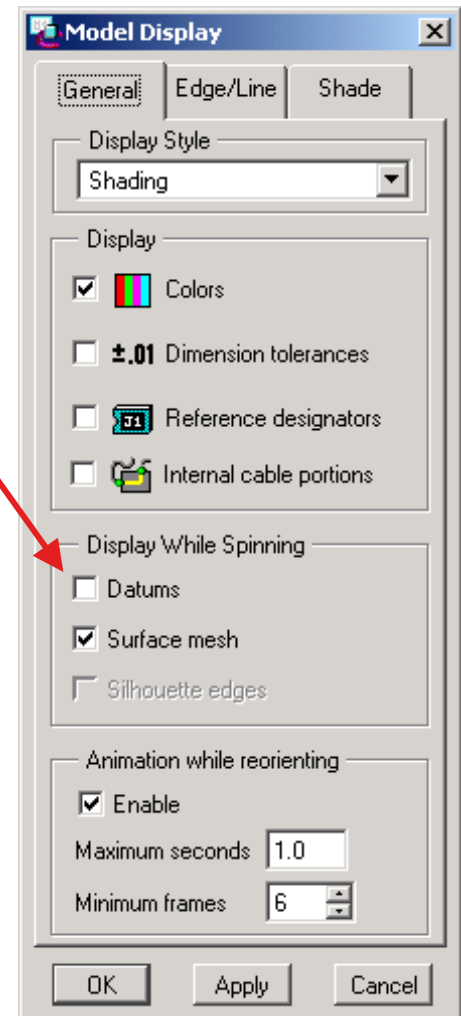 Model Display
General Edge/Line Shade
Display Style
Shading
Display
Colors
±.01 Dimension tolerances
J1 Reference designators
Internal cable portions
Display While Spinning
Datums
Surface mesh
Silhouette edges
Animation while reorienting
Enable
Maximum seconds 1.0
Minimum frames 6
OK Apply Cancel